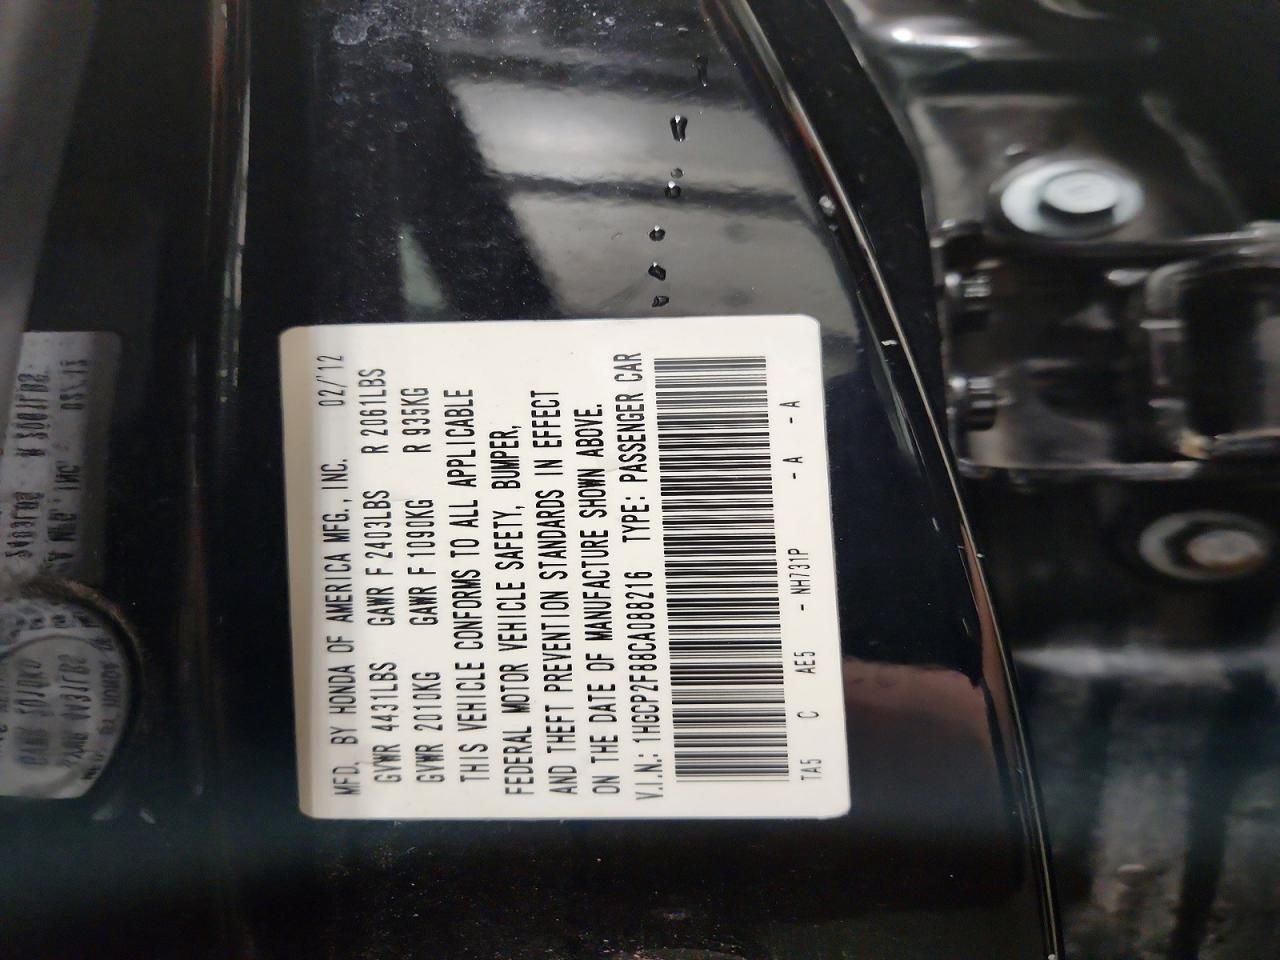 MFD. BY HONDA OF AMERICA MFG., INC. 02/'12
GVWR 4431LBS GAWR F 2403LBS R 2061LBS
GVWR 2010KG GAWR F 1090KG R 935KG
THIS VEHICLE CONFORMS TO ALL APPLICABLE
FEDERAL MOTOR VEHICLE SAFETY, BUMPER,
AND THEFT PREVENTION STANDARDS IN EFFECT
ON THE DATE OF MANUFACTURE SHOWN ABOVE.
V.I.N.: 1HGCP2F88CA088216 TYPE: PASSENGER CAR
TA5 C AE5 - NH731P - A - A